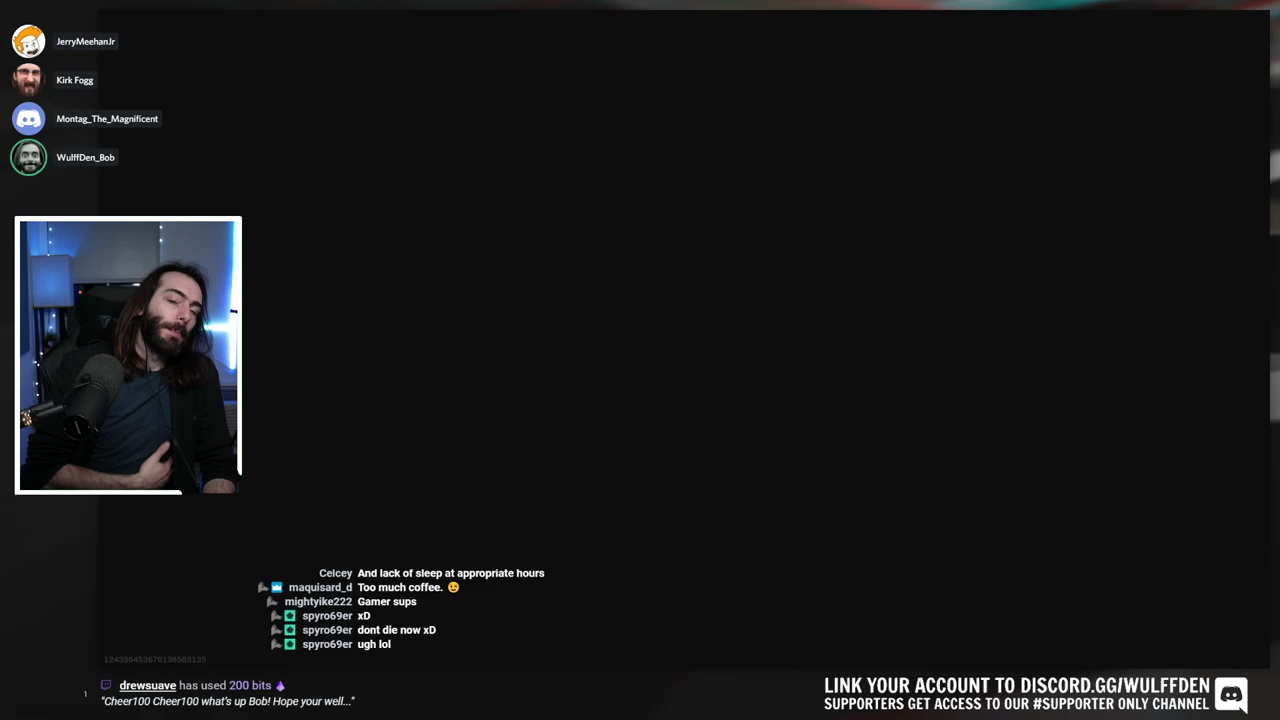 JerryMeehanJr
Kirk Fogg
Montag_The_Magnificent
WulffDen_Bob
Celcey And lack of sleep at appropriate hours
maquisard_d Too much coffee. 😉
mightyike222 Gamer sups
spyro69er xD
spyro69er dont die now xD
spyro69er ugh lol
drewsuave has used 200 bits
"Cheer100 Cheer100 what's up Bob! Hope your well..."
LINK YOUR ACCOUNT TO DISCORD.GG/WULFFDEN
SUPPORTERS GET ACCESS TO OUR #SUPPORTER ONLY CHANNEL